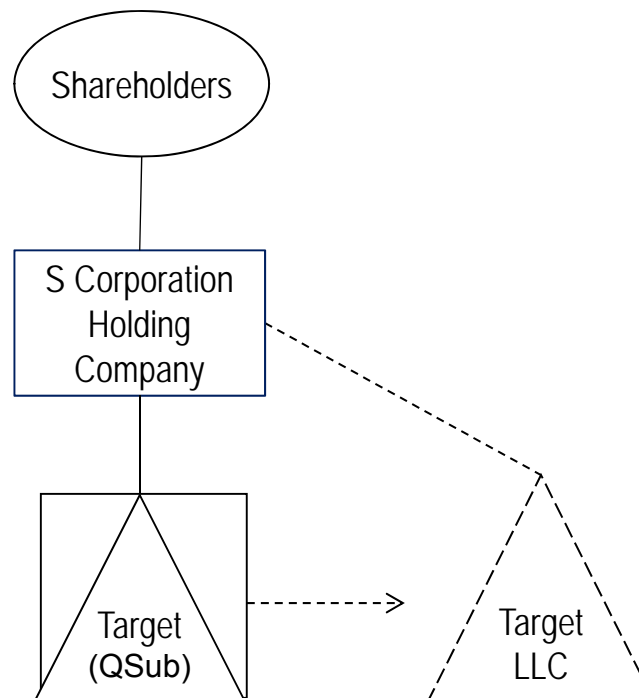 Shareholders
S Corporation
Holding
Company
Target
(QSub)
Target
LLC